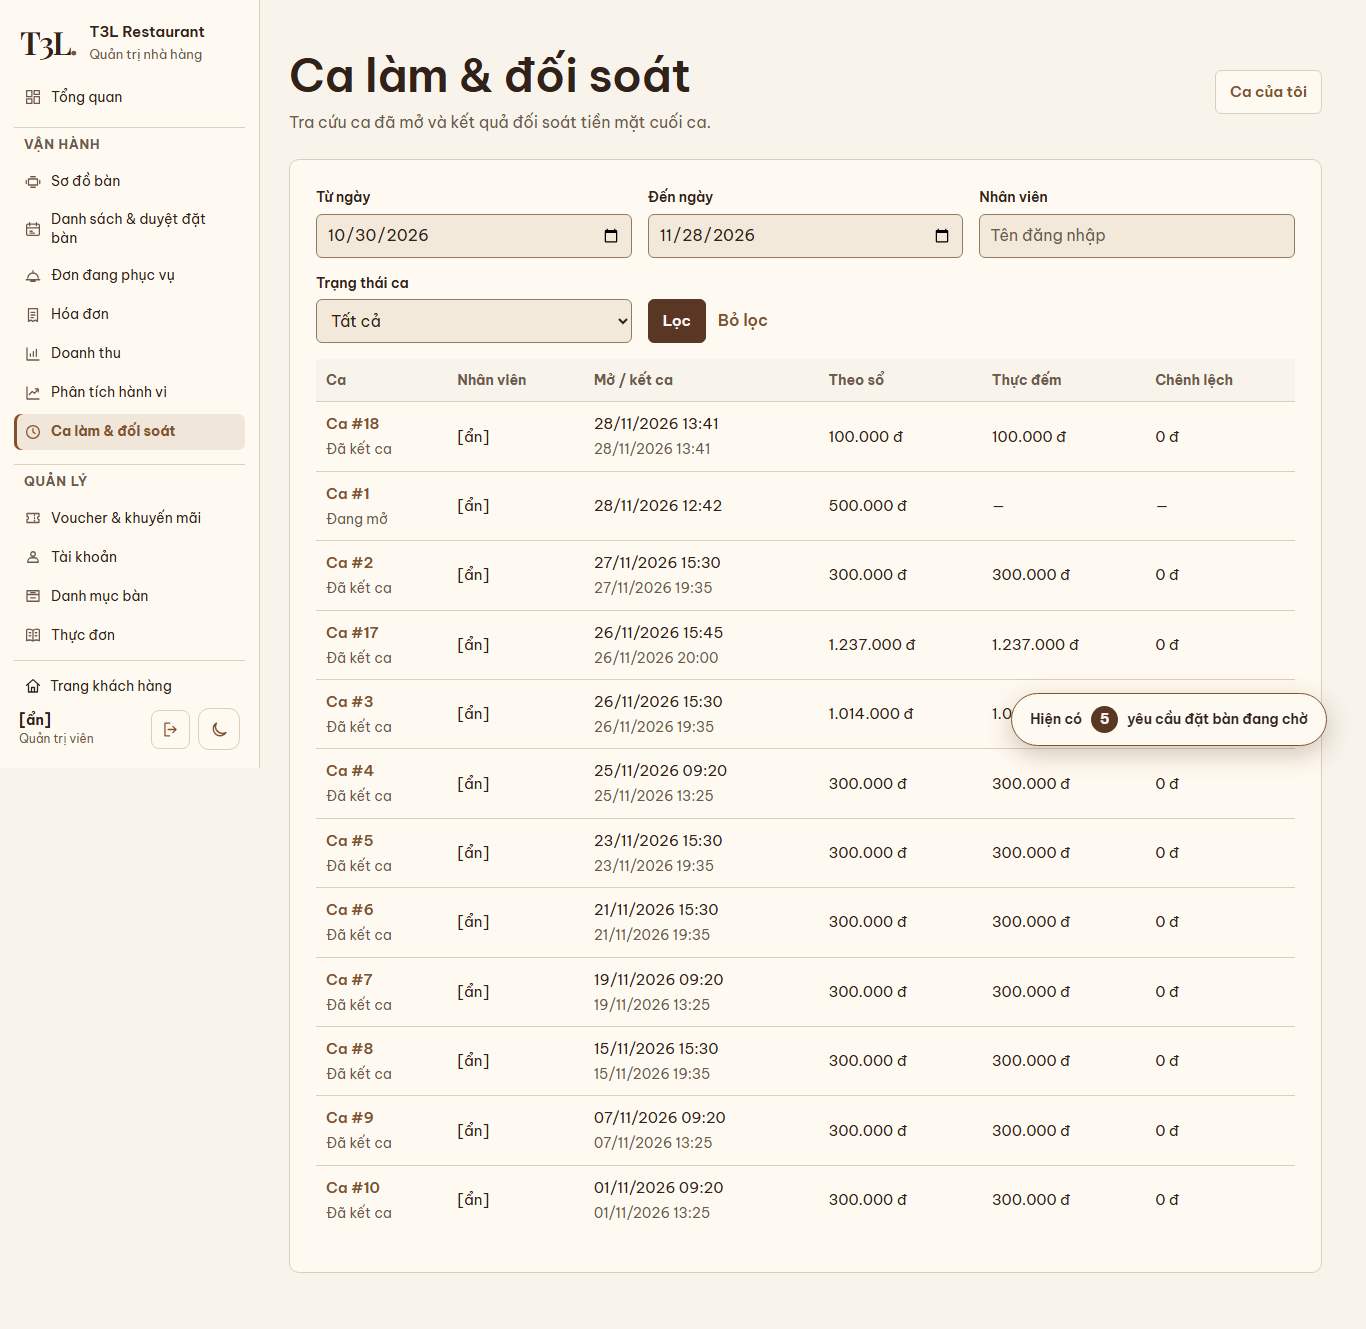 T3L.
T3L Restaurant
Quản trị nhà hàng
Tổng quan
VẬN HÀNH
Sơ đồ bàn
Danh sách & duyệt đặt
bàn
Đơn đang phục vụ
Hóa đơn
Doanh thu
Phân tích hành vi
Ca làm & đối soát
QUẢN LÝ
Voucher & khuyến mãi
Tài khoản
Danh mục bàn
Thực đơn
Trang khách hàng
[ẩn]
Quản trị viên
Ca làm & đối soát
Tra cứu ca đã mở và kết quả đối soát tiền mặt cuối ca.
Ca của tôi
Từ ngày Đến ngày Nhân viên
10/30/2026 11/28/2026 Tên đăng nhập
Trạng thái ca
Tất cả Lọc Bỏ lọc
Ca Nhân viên Mở / kết ca Theo sổ Thực đếm Chênh lệch
Ca #18 [ẩn] 28/11/2026 13:41 100.000 đ 100.000 đ 0 đ
Đã kết ca 28/11/2026 13:41
Ca #1 [ẩn] 28/11/2026 12:42 500.000 đ — —
Đang mở
Ca #2 [ẩn] 27/11/2026 15:30 300.000 đ 300.000 đ 0 đ
Đã kết ca 27/11/2026 19:35
Ca #17 [ẩn] 26/11/2026 15:45 1.237.000 đ 1.237.000 đ 0 đ
Đã kết ca 26/11/2026 20:00
Ca #3 [ẩn] 26/11/2026 15:30 1.014.000 đ 1.0
Đã kết ca 26/11/2026 19:35
Hiện có 5 yêu cầu đặt bàn đang chờ
Ca #4 [ẩn] 25/11/2026 09:20 300.000 đ 300.000 đ 0 đ
Đã kết ca 25/11/2026 13:25
Ca #5 [ẩn] 23/11/2026 15:30 300.000 đ 300.000 đ 0 đ
Đã kết ca 23/11/2026 19:35
Ca #6 [ẩn] 21/11/2026 15:30 300.000 đ 300.000 đ 0 đ
Đã kết ca 21/11/2026 19:35
Ca #7 [ẩn] 19/11/2026 09:20 300.000 đ 300.000 đ 0 đ
Đã kết ca 19/11/2026 13:25
Ca #8 [ẩn] 15/11/2026 15:30 300.000 đ 300.000 đ 0 đ
Đã kết ca 15/11/2026 19:35
Ca #9 [ẩn] 07/11/2026 09:20 300.000 đ 300.000 đ 0 đ
Đã kết ca 07/11/2026 13:25
Ca #10 [ẩn] 01/11/2026 09:20 300.000 đ 300.000 đ 0 đ
Đã kết ca 01/11/2026 13:25